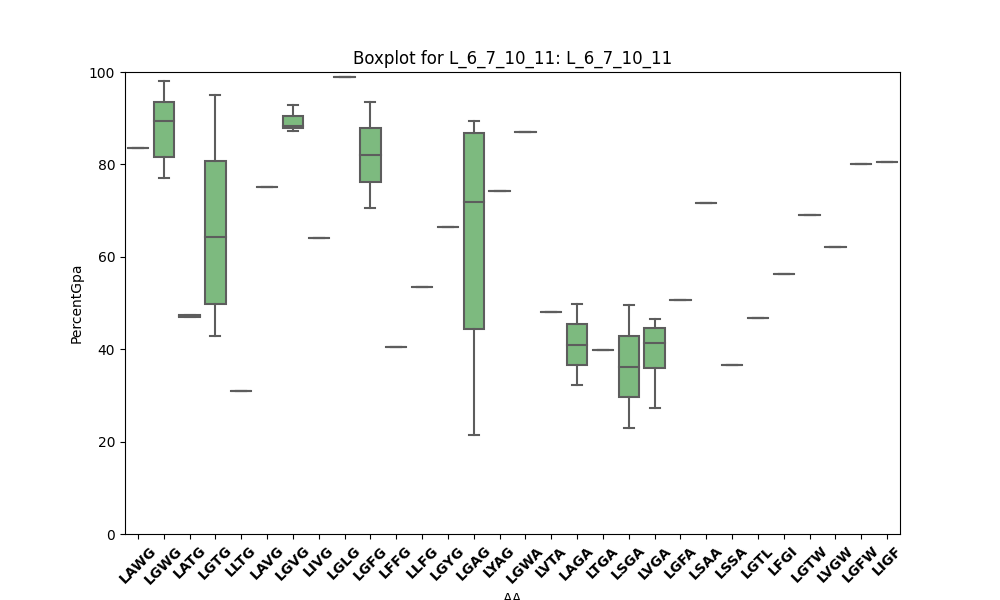 Boxplot for L_6_7_10_11: L_6_7_10_11
100
80
60
40
20
0
PercentGpa
LAWG LGWG LATG LGTG LLTG LAVG LGVG LIVG LGLG LGFG LFFG LLFG LGYG LGAG LYAG LGWA LVTA LAGA LTGA LSGA LVGA LGFA LSAA LSSA LGTL LFGI LGTW LVGW LGFW LIGF
AA